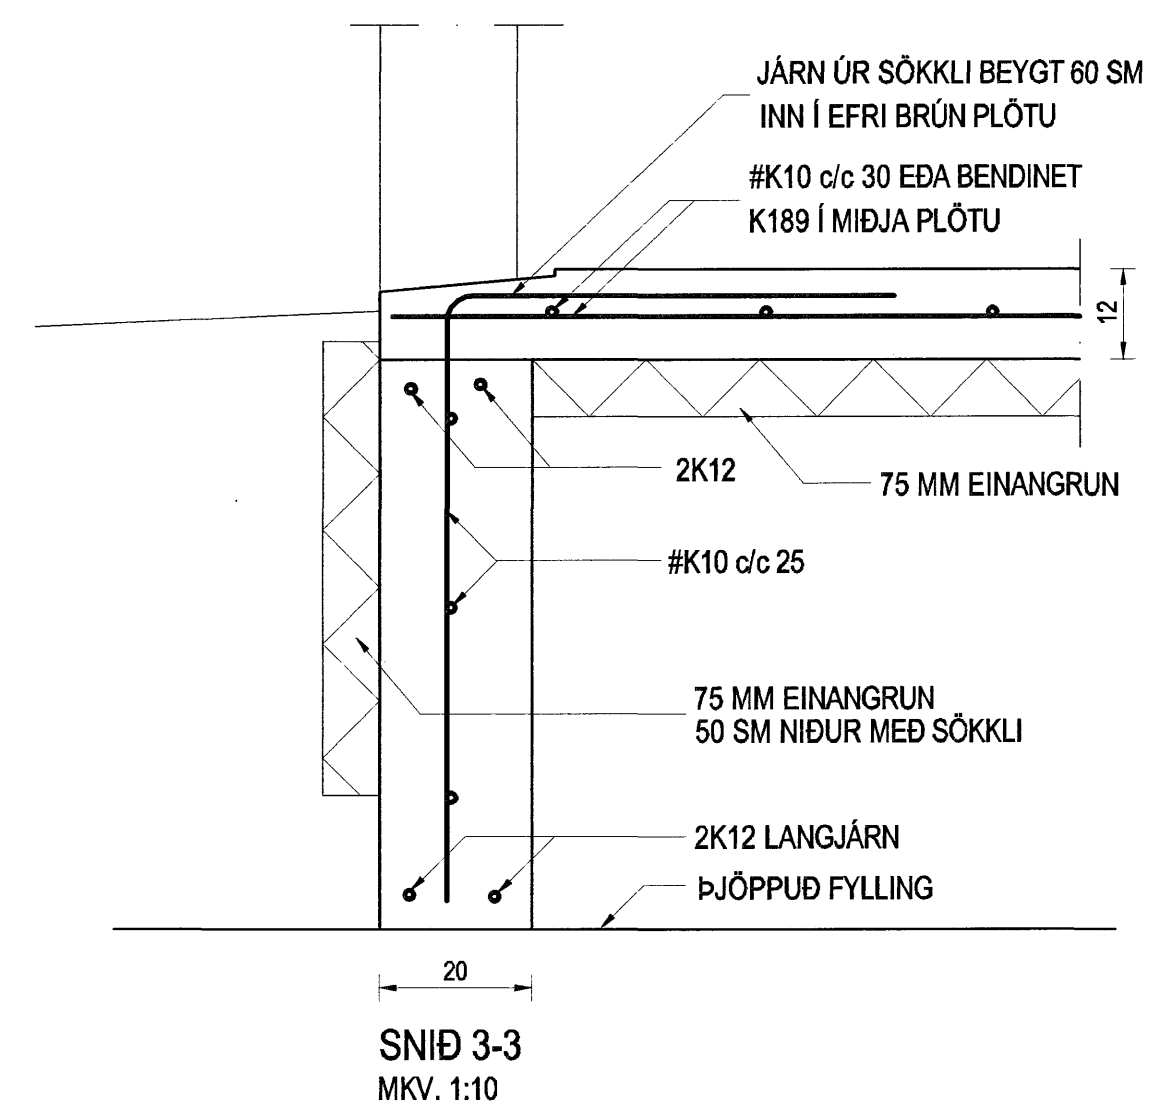 JÁRN ÚR SÖKKLI BEYGT 60 SM
INN Í EFRI BRÚN PLÖTU
#K10 c/c 30 EÐA BENDINET
K189 Í MIÐJA PLÖTU
12
2K12
75 MM EINANGRUN
#K10 c/c 25
75 MM EINANGRUN
50 SM NIÐUR MEÐ SÖKKLI
2K12 LANGJÁRN
ÞJÖPPUÐ FYLLING
20
SNIÐ 3-3
MKV. 1:10